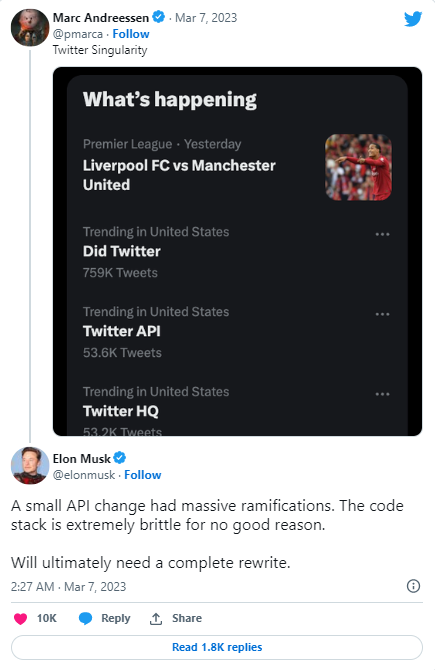 Marc Andreessen · Mar 7, 2023
@pmarca · Follow
Twitter Singularity
What's happening
Premier League · Yesterday
Liverpool FC vs Manchester
United
Trending in United States
Did Twitter
759K Tweets
Trending in United States
Twitter API
53.6K Tweets
Trending in United States
Twitter HQ
53.2K Tweets
Elon Musk
@elonmusk · Follow
A small API change had massive ramifications. The code
stack is extremely brittle for no good reason.
Will ultimately need a complete rewrite.
2:27 AM · Mar 7, 2023
10K Reply Share
Read 1.8K replies